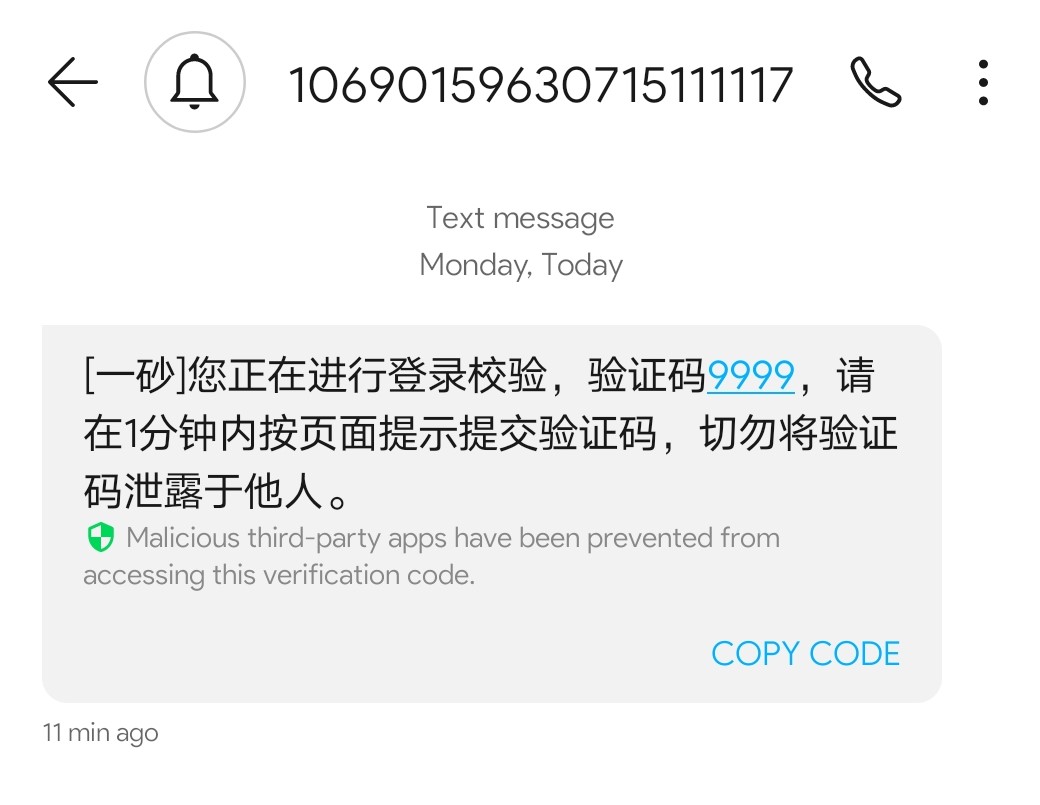 10690159630715111117
Text message
Monday, Today
[一砂]您正在进行登录校验，验证码9999，请
在1分钟内按页面提示提交验证码，切勿将验证
码泄露于他人。
Malicious third-party apps have been prevented from
accessing this verification code.
COPY CODE
11 min ago